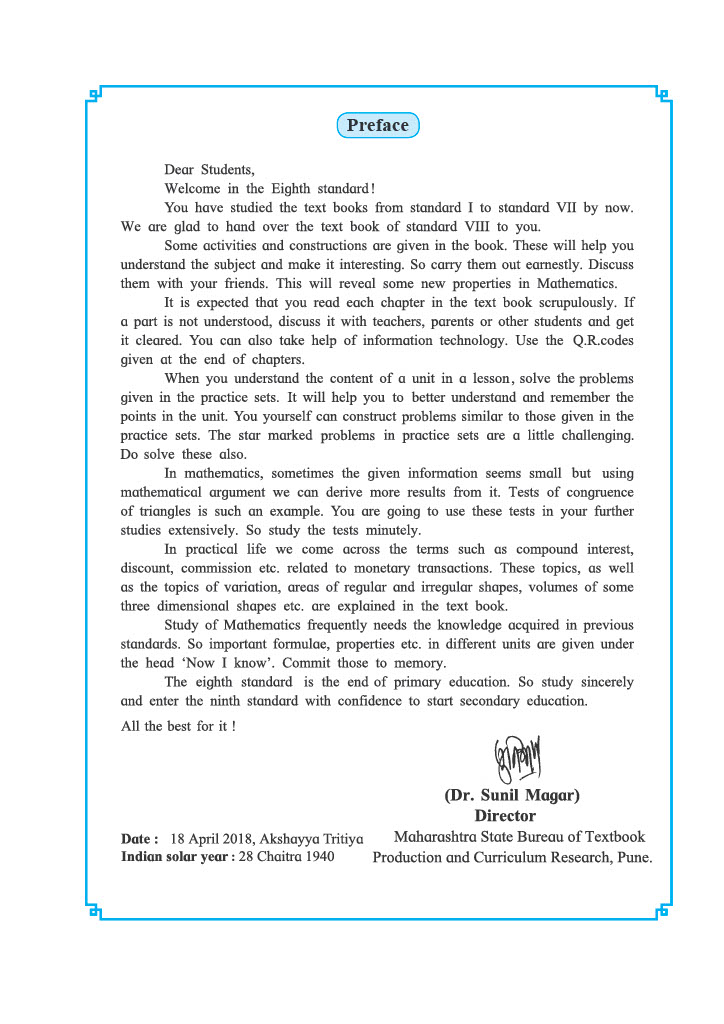 Preface
Dear Students,
Welcome in the Eighth standard!
You have studied the text books from standard I to standard VII by now.
We are glad to hand over the text book of standard VIII to you.
Some activities and constructions are given in the book. These will help you
understand the subject and make it interesting. So carry them out earnestly. Discuss
them with your friends. This will reveal some new properties in Mathematics.
It is expected that you read each chapter in the text book scrupulously. If
a part is not understood, discuss it with teachers, parents or other students and get
it cleared. You can also take help of information technology. Use the Q.R.codes
given at the end of chapters.
When you understand the content of a unit in a lesson, solve the problems
given in the practice sets. It will help you to better understand and remember the
points in the unit. You yourself can construct problems similar to those given in the
practice sets. The star marked problems in practice sets are a little challenging.
Do solve these also.
In mathematics, sometimes the given information seems small but using
mathematical argument we can derive more results from it. Tests of congruence
of triangles is such an example. You are going to use these tests in your further
studies extensively. So study the tests minutely.
In practical life we come across the terms such as compound interest,
discount, commission etc. related to monetary transactions. These topics, as well
as the topics of variation, areas of regular and irregular shapes, volumes of some
three dimensional shapes etc. are explained in the text book.
Study of Mathematics frequently needs the knowledge acquired in previous
standards. So important formulae, properties etc. in different units are given under
the head ‘Now I know’. Commit those to memory.
The eighth standard is the end of primary education. So study sincerely
and enter the ninth standard with confidence to start secondary education.
All the best for it !
(Dr. Sunil Magar)
Director
Maharashtra State Bureau of Textbook
Production and Curriculum Research, Pune.
Date : 18 April 2018, Akshayya Tritiya
Indian solar year : 28 Chaitra 1940